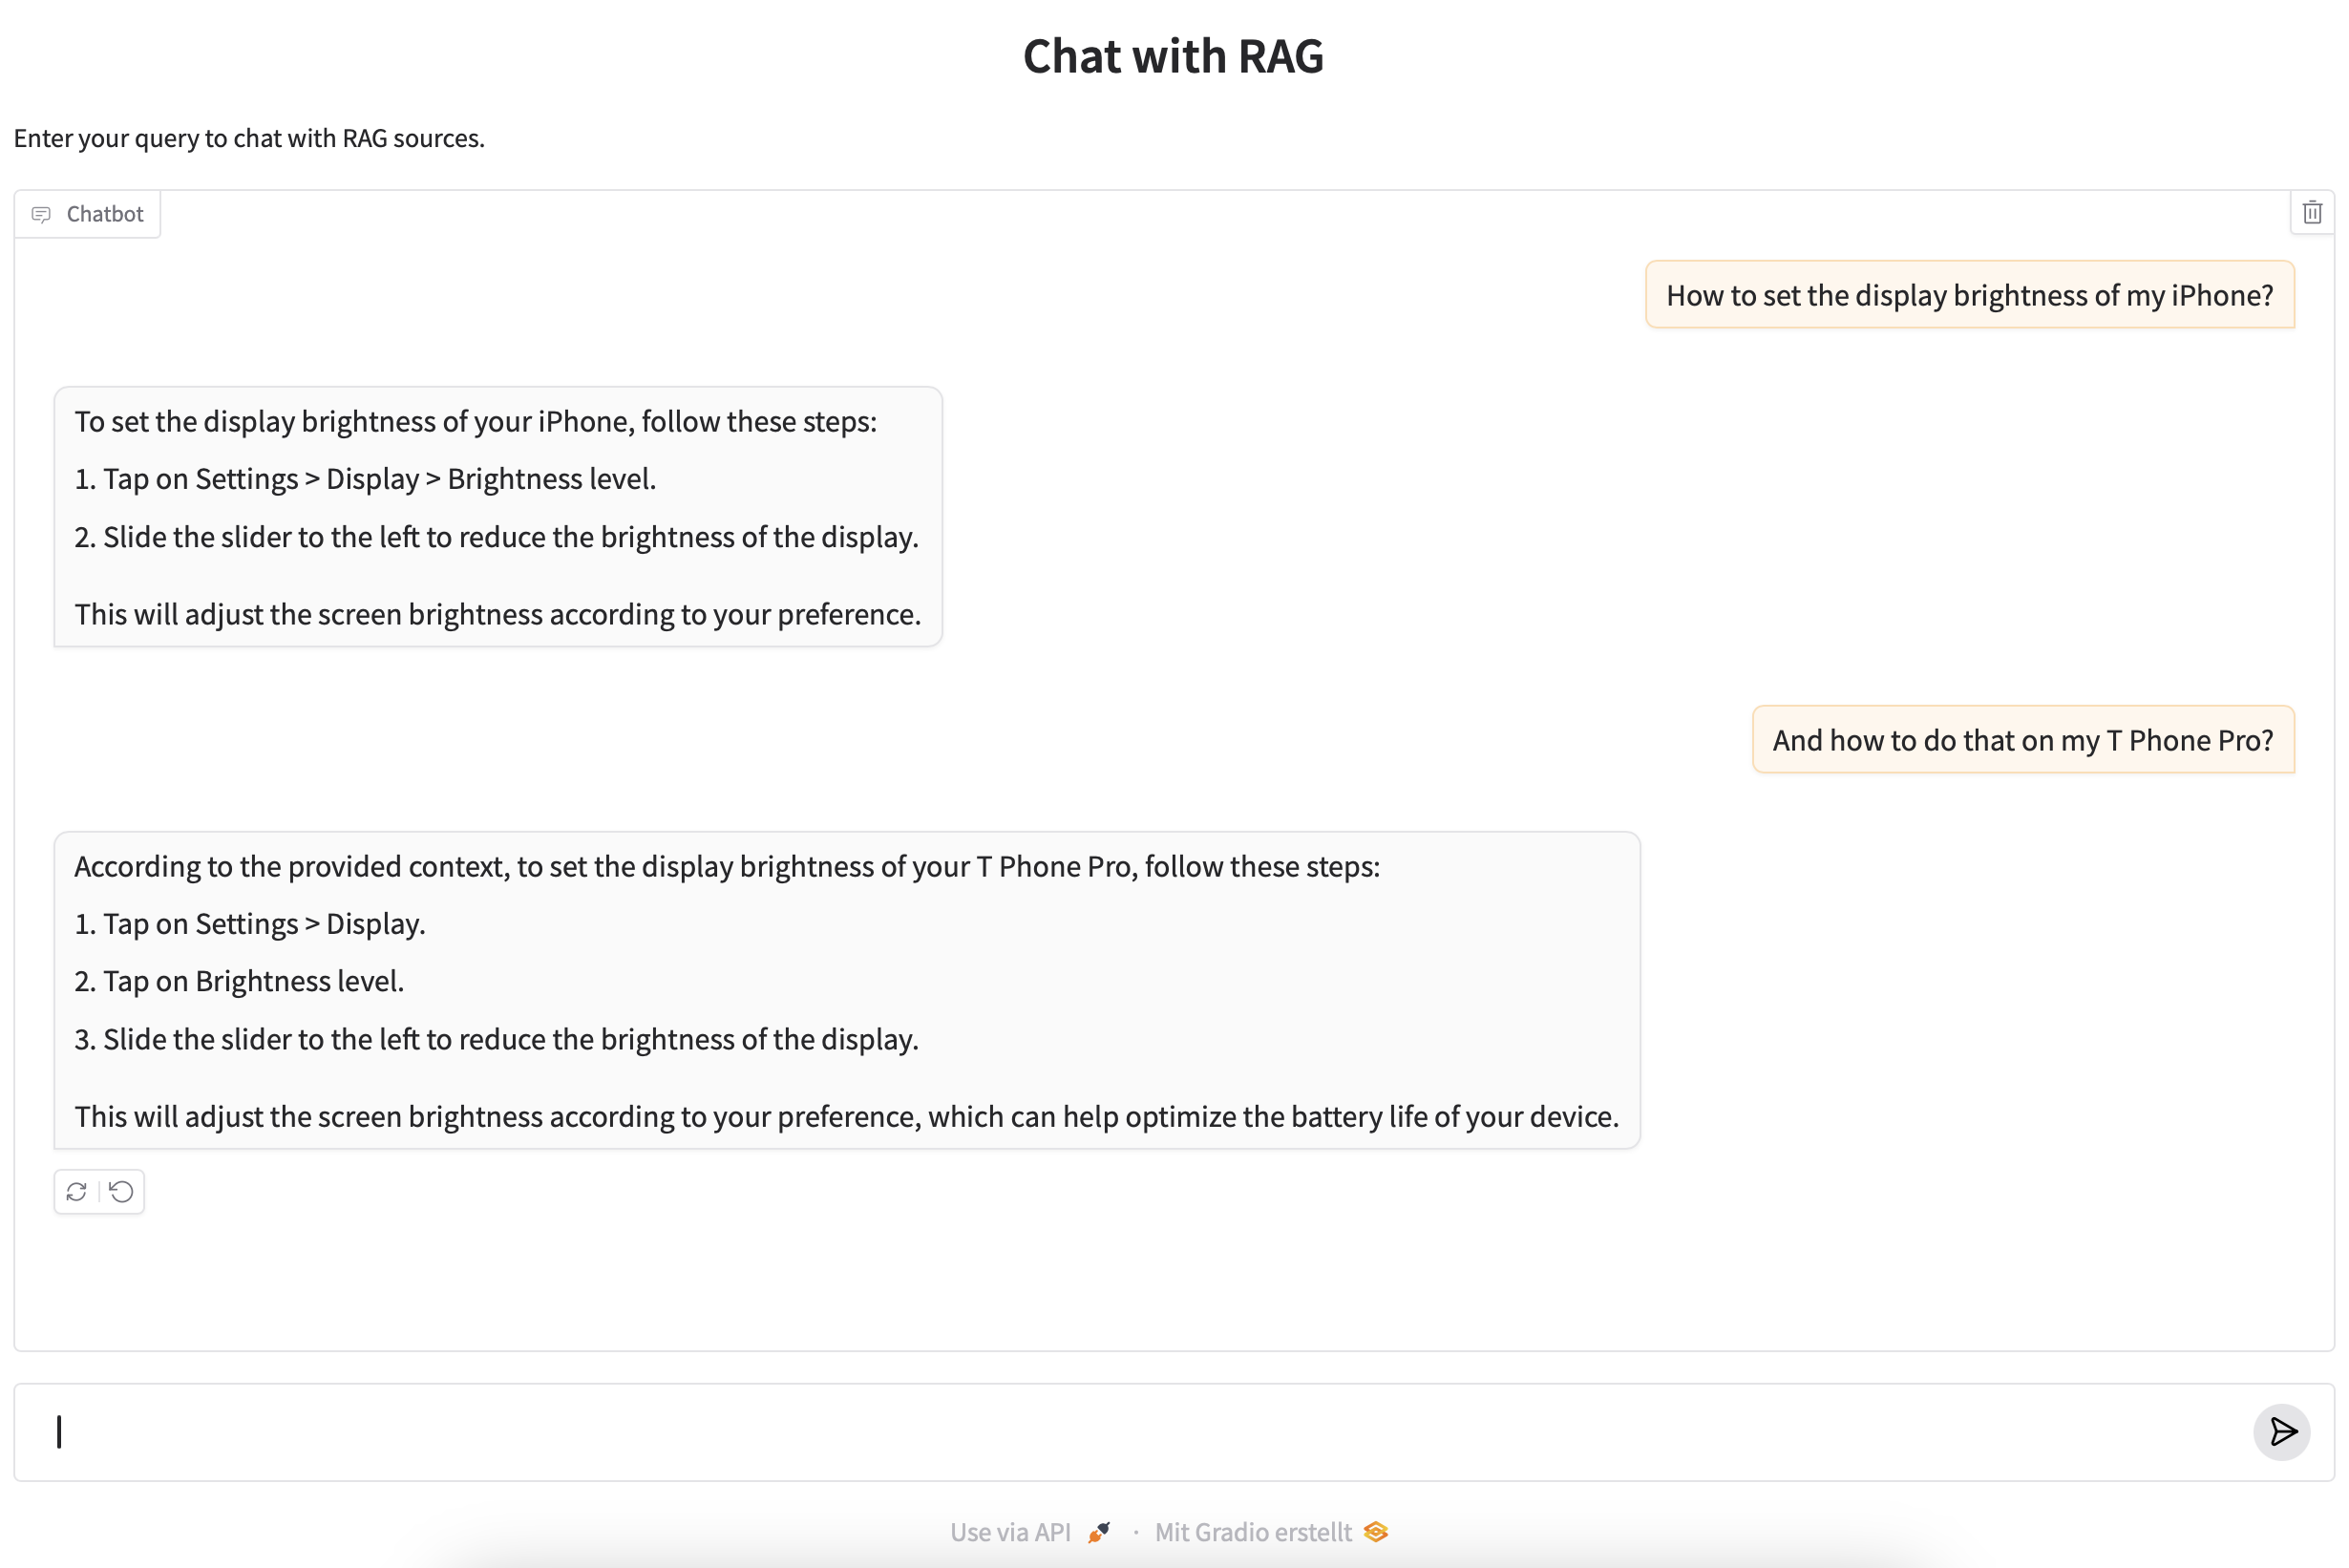 Chat with RAG
Enter your query to chat with RAG sources.
Chatbot
How to set the display brightness of my iPhone?
To set the display brightness of your iPhone, follow these steps:
1. Tap on Settings > Display > Brightness level.
2. Slide the slider to the left to reduce the brightness of the display.
This will adjust the screen brightness according to your preference.
And how to do that on my T Phone Pro?
According to the provided context, to set the display brightness of your T Phone Pro, follow these steps:
1. Tap on Settings > Display.
2. Tap on Brightness level.
3. Slide the slider to the left to reduce the brightness of the display.
This will adjust the screen brightness according to your preference, which can help optimize the battery life of your device.
Use via API · Mit Gradio erstellt